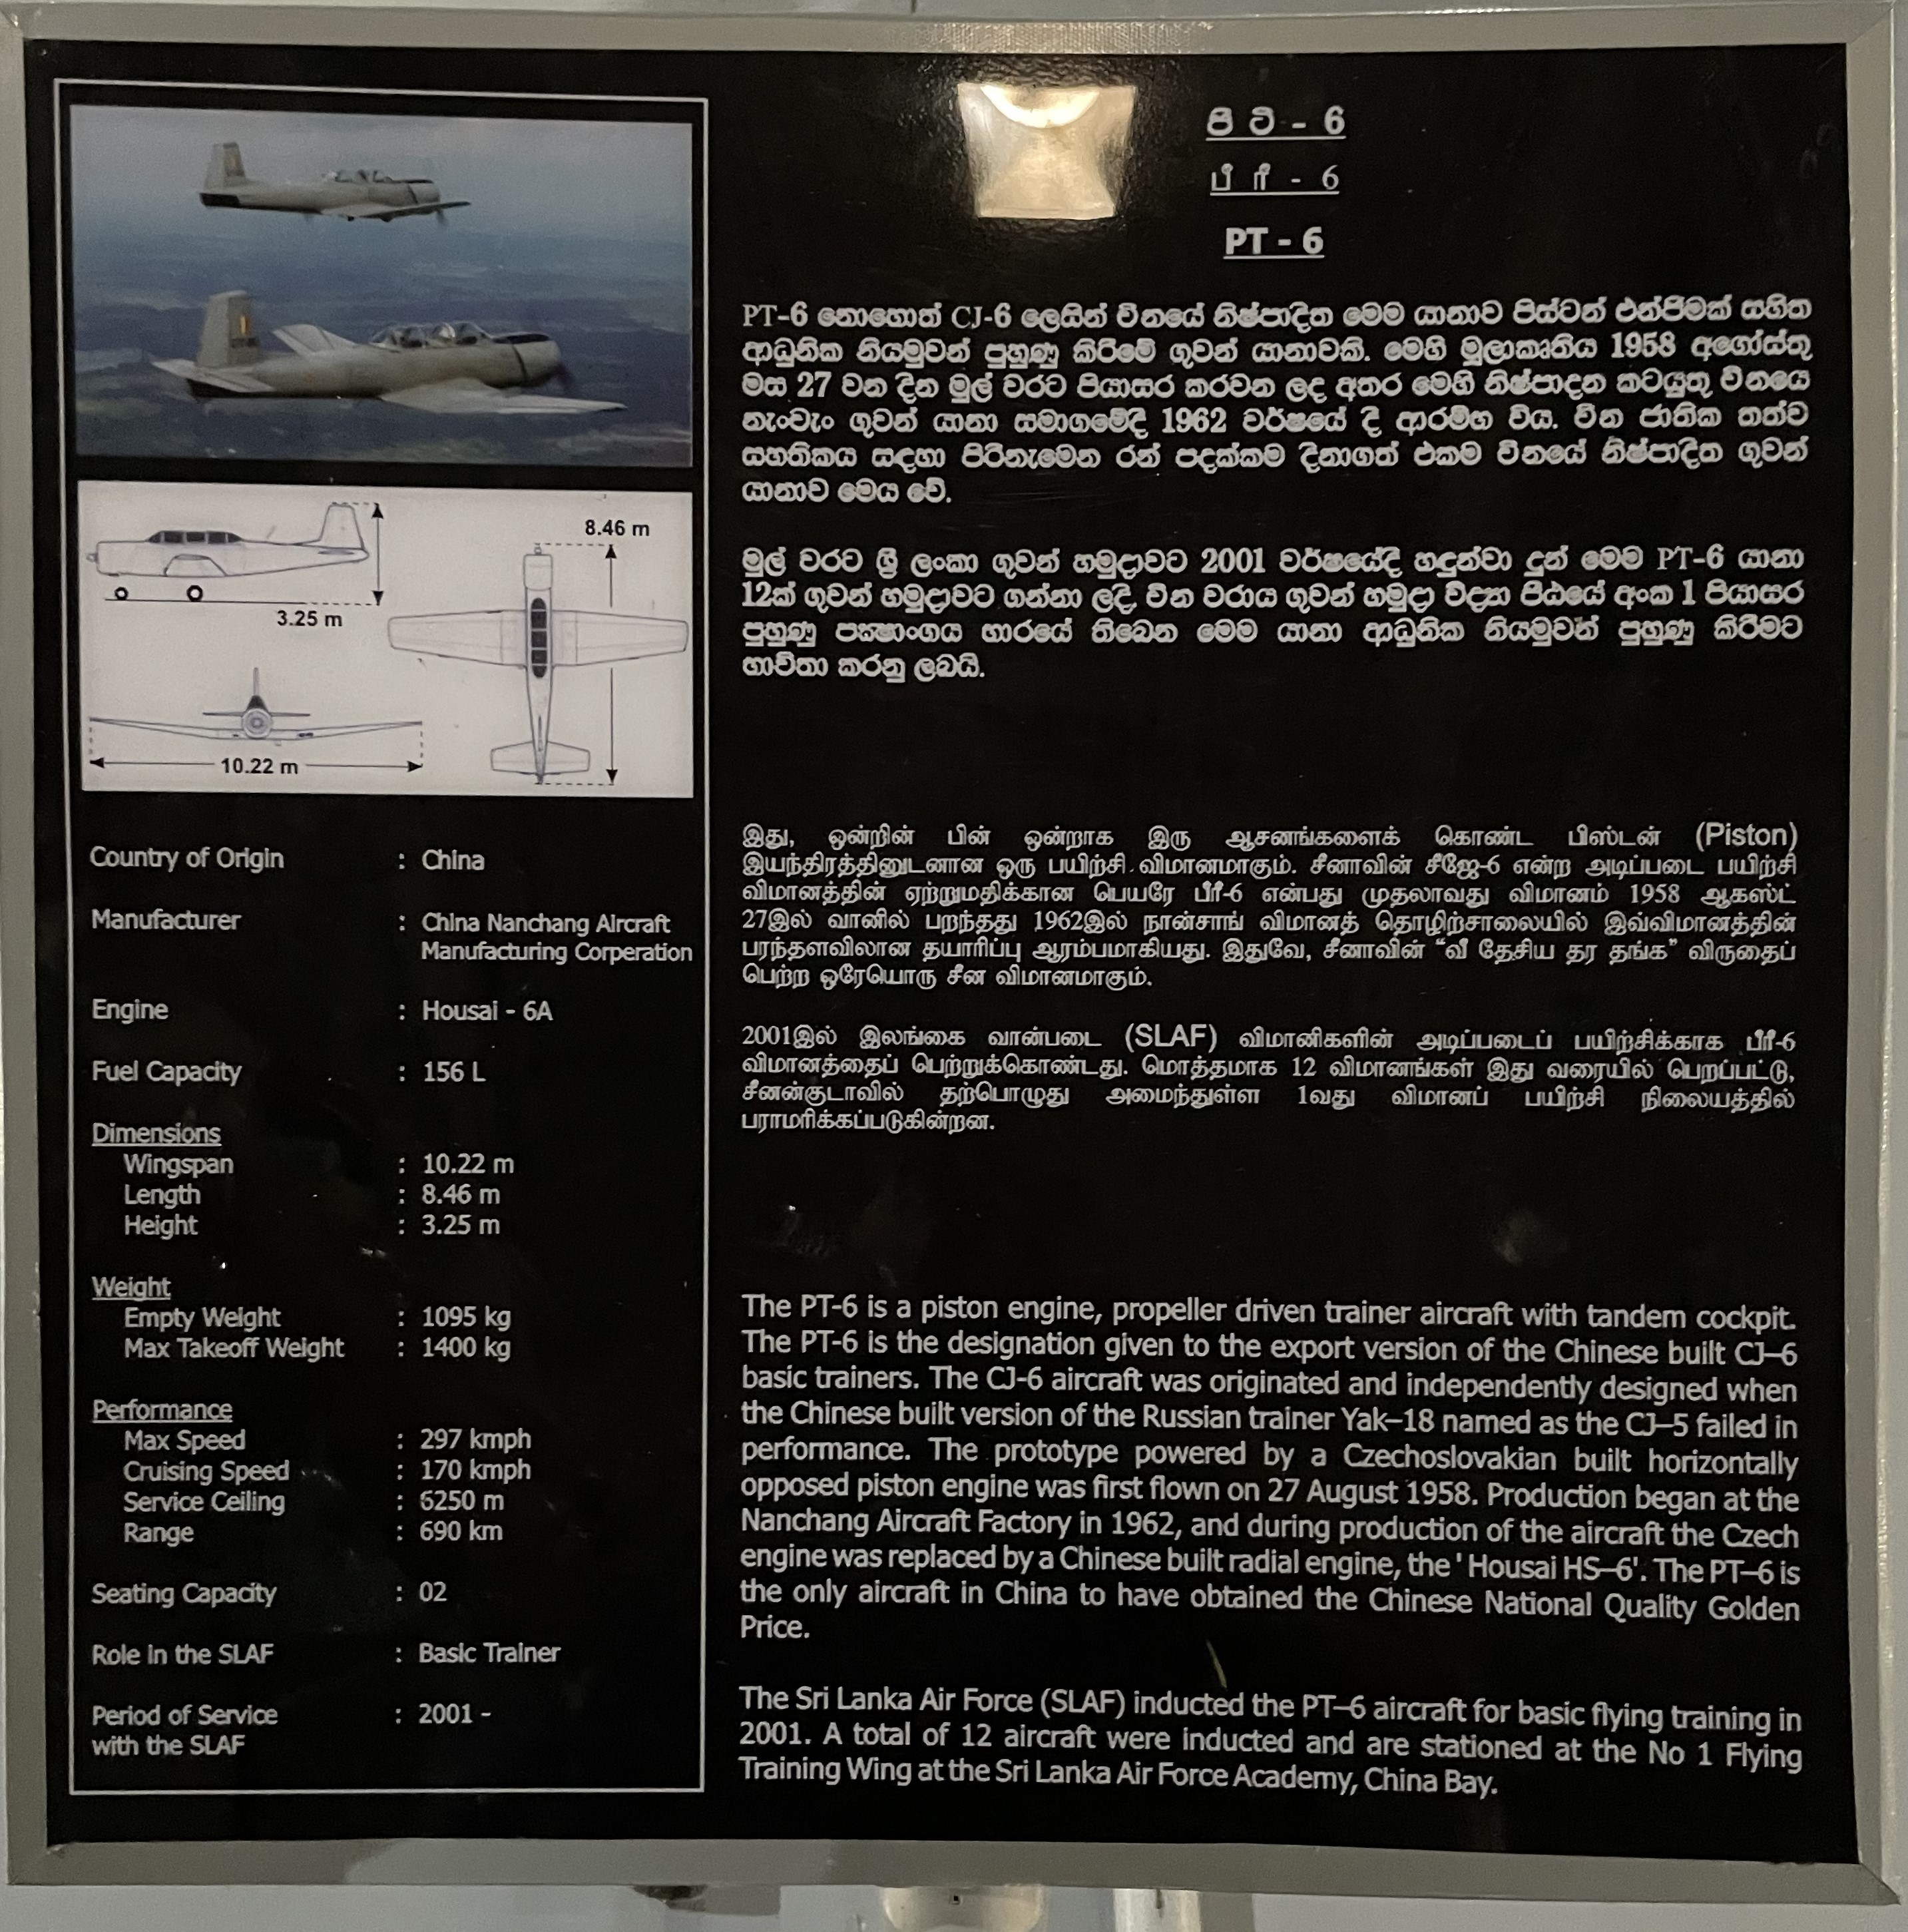 8.46 m
3.25 m
10.22 m
Country of Origin : China
Manufacturer : China Nanchang Aircraft
Manufacturing Corperation
Engine : Housai - 6A
Fuel Capacity : 156 L
Dimensions
Wingspan : 10.22 m
Length : 8.46 m
Height : 3.25 m
Weight
Empty Weight : 1095 kg
Max Takeoff Weight : 1400 kg
Performance
Max Speed : 297 kmph
Cruising Speed : 170 kmph
Service Ceiling : 6250 m
Range : 690 km
Seating Capacity : 02
Role in the SLAF : Basic Trainer
Period of Service : 2001 -
with the SLAF
පී ටී - 6
பீ ரீ - 6
PT - 6
PT-6 නොහොත් CJ-6 ලෙසින් චීනයේ නිෂ්පාදිත මෙම යානාව පිස්ටන් එන්ජිමක් සහිත
ආධුනික නියමුවන් පුහුණු කිරීමේ ගුවන් යානාවකි. මෙහි මූලාකෘතිය 1958 අගෝස්තු
මස 27 වන දින මුල් වරට පියාසර කරවන ලද අතර මෙහි නිෂ්පාදන කටයුතු චීනයෙ
නැංචැං ගුවන් යානා සමාගමේදී 1962 වර්ෂයේ දී ආරම්භ විය. චීන ජාතික තත්ව
සහතිකය සඳහා පිරිනැමෙන රන් පදක්කම දිනාගත් එකම චීනයේ නිෂ්පාදිත ගුවන්
යානාව මෙය වේ.
මුල් වරට ශ්‍රී ලංකා ගුවන් හමුදාවට 2001 වර්ෂයේදී හඳුන්වා දුන් මෙම PT-6 යානා
12ක් ගුවන් හමුදාවට ගන්නා ලදී. චීන වරාය ගුවන් හමුදා විද්‍යා පීඨයේ අංක 1 පියාසර
පුහුණු පක්ෂාංගය භාරයේ තිබෙන මෙම යානා ආධුනික නියමුවන් පුහුණු කිරීමට
භාවිතා කරනු ලබයි.
இது, ஒன்றின் பின் ஒன்றாக இரு ஆசனங்களைக் கொண்ட பிஸ்டன் (Piston)
இயந்திரத்தினுடனான ஒரு பயிற்சி விமானமாகும். சீனாவின் சீஜே-6 என்ற அடிப்படை பயிற்சி
விமானத்தின் ஏற்றுமதிக்கான பெயரே பீரீ-6 என்பது முதலாவது விமானம் 1958 ஆகஸ்ட்
27இல் வானில் பறந்தது 1962இல் நான்சாங் விமானத் தொழிற்சாலையில் இவ்விமானத்தின்
பரந்தளவிலான தயாரிப்பு ஆரம்பமாகியது. இதுவே, சீனாவின் “வீ தேசிய தர தங்க” விருதைப்
பெற்ற ஒரேயொரு சீன விமானமாகும்.
2001இல் இலங்கை வான்படை (SLAF) விமானிகளின் அடிப்படைப் பயிற்சிக்காக பீரீ-6
விமானத்தைப் பெற்றுக்கொண்டது. மொத்தமாக 12 விமானங்கள் இது வரையில் பெறப்பட்டு,
சீனன்குடாவில் தற்பொழுது அமைந்துள்ள 1வது விமானப் பயிற்சி நிலையத்தில்
பராமரிக்கப்படுகின்றன.
The PT-6 is a piston engine, propeller driven trainer aircraft with tandem cockpit.
The PT-6 is the designation given to the export version of the Chinese built CJ–6
basic trainers. The CJ-6 aircraft was originated and independently designed when
the Chinese built version of the Russian trainer Yak–18 named as the CJ–5 failed in
performance. The prototype powered by a Czechoslovakian built horizontally
opposed piston engine was first flown on 27 August 1958. Production began at the
Nanchang Aircraft Factory in 1962, and during production of the aircraft the Czech
engine was replaced by a Chinese built radial engine, the ' Housai HS–6'. The PT–6 is
the only aircraft in China to have obtained the Chinese National Quality Golden
Price.
The Sri Lanka Air Force (SLAF) inducted the PT–6 aircraft for basic flying training in
2001. A total of 12 aircraft were inducted and are stationed at the No 1 Flying
Training Wing at the Sri Lanka Air Force Academy, China Bay.